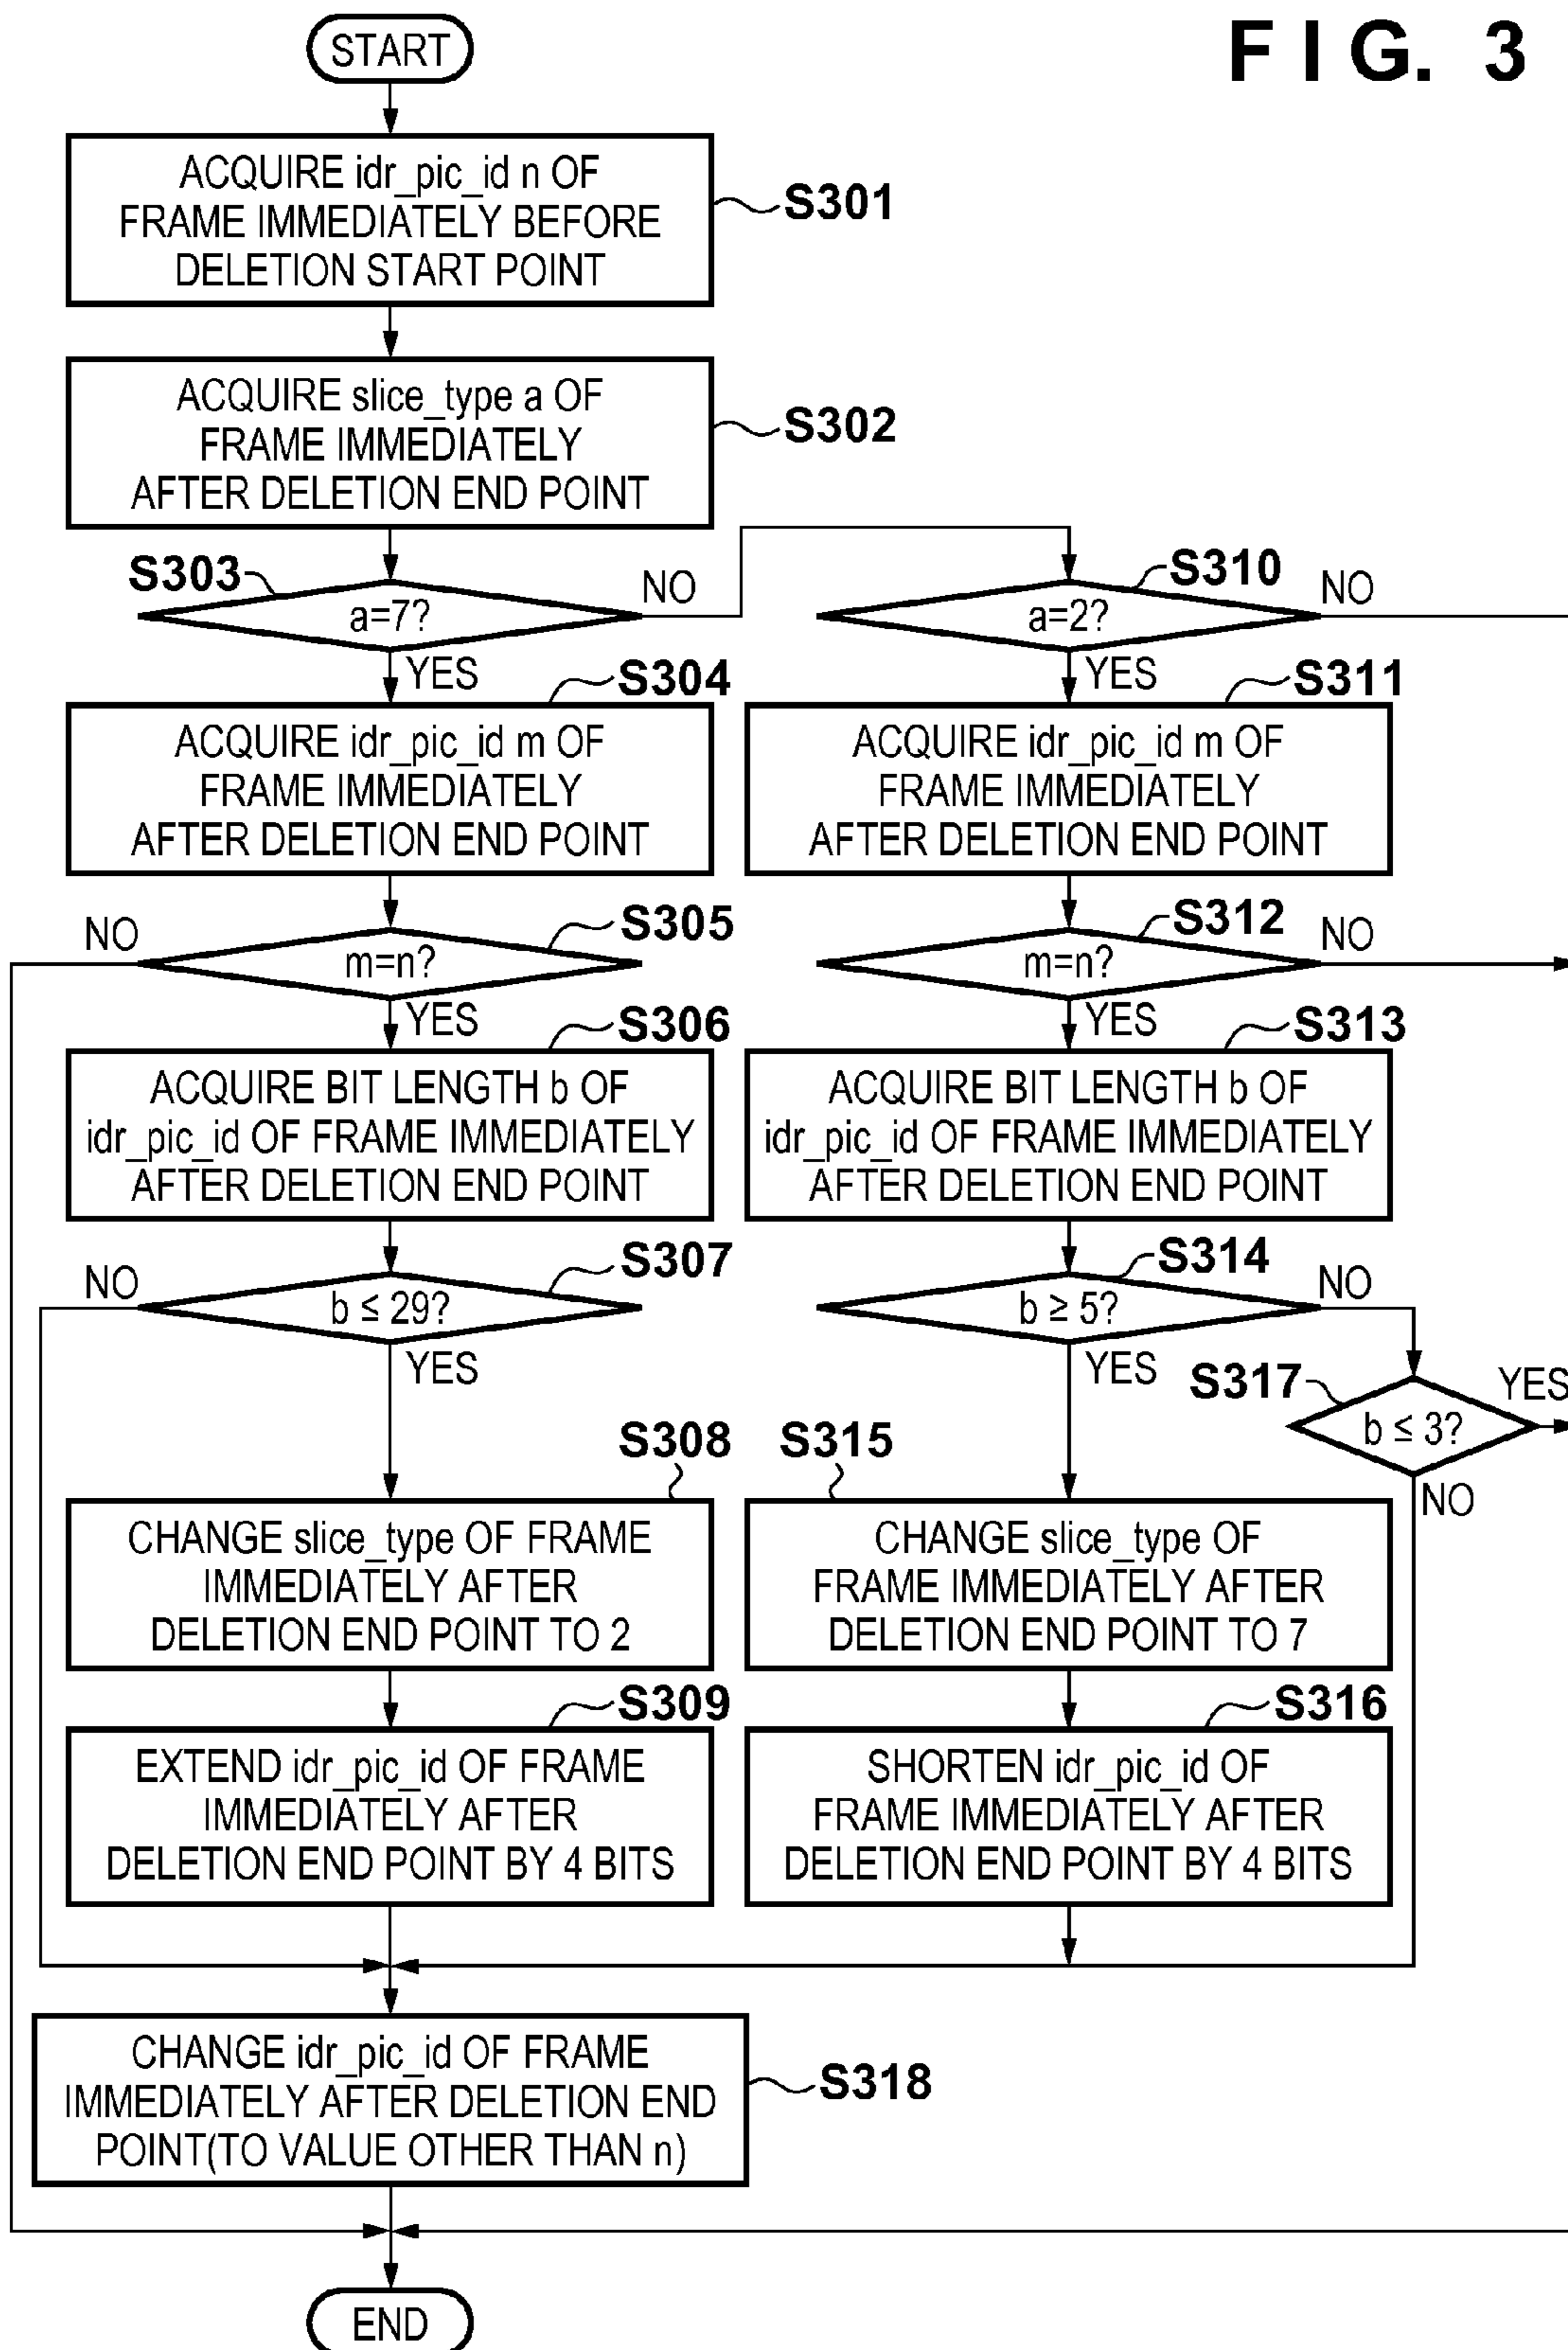 FIG. 3
START
ACQUIRE idr_pic_id n OF
FRAME IMMEDIATELY BEFORE
DELETION START POINT
S301
ACQUIRE slice_type a OF
FRAME IMMEDIATELY
AFTER DELETION END POINT
S302
S303
a=7?
NO
YES
S304
ACQUIRE idr_pic_id m OF
FRAME IMMEDIATELY
AFTER DELETION END POINT
S305
NO
m=n?
YES
S306
ACQUIRE BIT LENGTH b OF
idr_pic_id OF FRAME IMMEDIATELY
AFTER DELETION END POINT
S307
NO
b ≤ 29?
YES
S308
CHANGE slice_type OF FRAME
IMMEDIATELY AFTER
DELETION END POINT TO 2
S309
EXTEND idr_pic_id OF FRAME
IMMEDIATELY AFTER
DELETION END POINT BY 4 BITS
S310
a=2?
NO
YES
S311
ACQUIRE idr_pic_id m OF
FRAME IMMEDIATELY
AFTER DELETION END POINT
S312
m=n?
NO
YES
S313
ACQUIRE BIT LENGTH b OF
idr_pic_id OF FRAME IMMEDIATELY
AFTER DELETION END POINT
S314
b ≥ 5?
NO
YES
S317
b ≤ 3?
YES
NO
S315
CHANGE slice_type OF
FRAME IMMEDIATELY AFTER
DELETION END POINT TO 7
S316
SHORTEN idr_pic_id OF
FRAME IMMEDIATELY AFTER
DELETION END POINT BY 4 BITS
CHANGE idr_pic_id OF FRAME
IMMEDIATELY AFTER DELETION END
POINT(TO VALUE OTHER THAN n)
S318
END